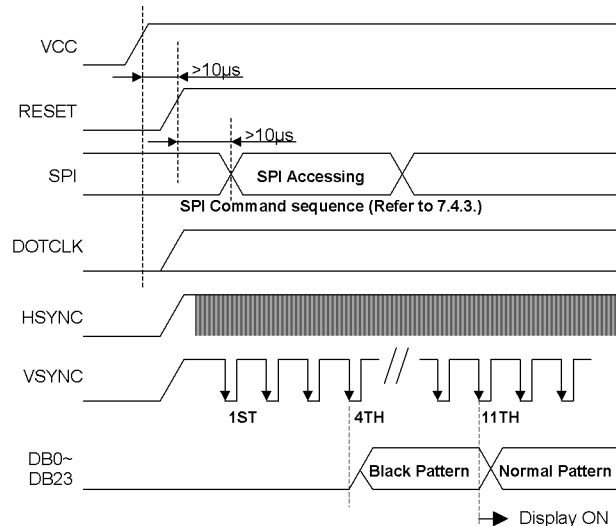 VCC
>10µs
RESET
>10µs
SPI
SPI Accessing
SPI Command sequence (Refer to 7.4.3.)
DOTCLK
HSYNC
VSYNC
1ST
4TH
11TH
DB0~
DB23
Black Pattern
Normal Pattern
Display ON